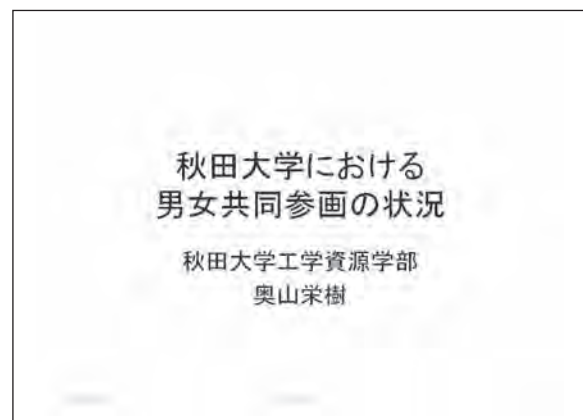 秋田大学における
男女共同参画の状況
秋田大学工学資源学部
奥山栄樹